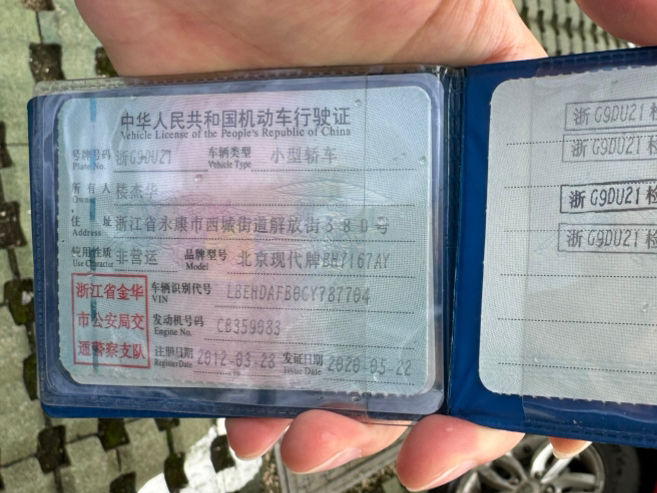 中华人民共和国机动车行驶证
Vehicle License of the People's Republic of China
号牌号码 浙G9DU21 车辆类型 小型轿车
Plate No. Vehicle Type
所有人 楼杰华
Owner
住址 浙江省永康市西城街道解放街380号
Address
使用性质 非营运 品牌型号 北京现代牌BH7167AY
Use Character Model
浙江省金华
市公安局交
通警察支队
车辆识别代号 LBEHDAFB0CY787704
VIN
发动机号码 CB359083
Engine No.
注册日期 2012-03-28 发证日期 2020-05-22
Register Date Issue Date
浙G9DU21
浙G9DU21
浙G9DU21检
浙G9DU21检